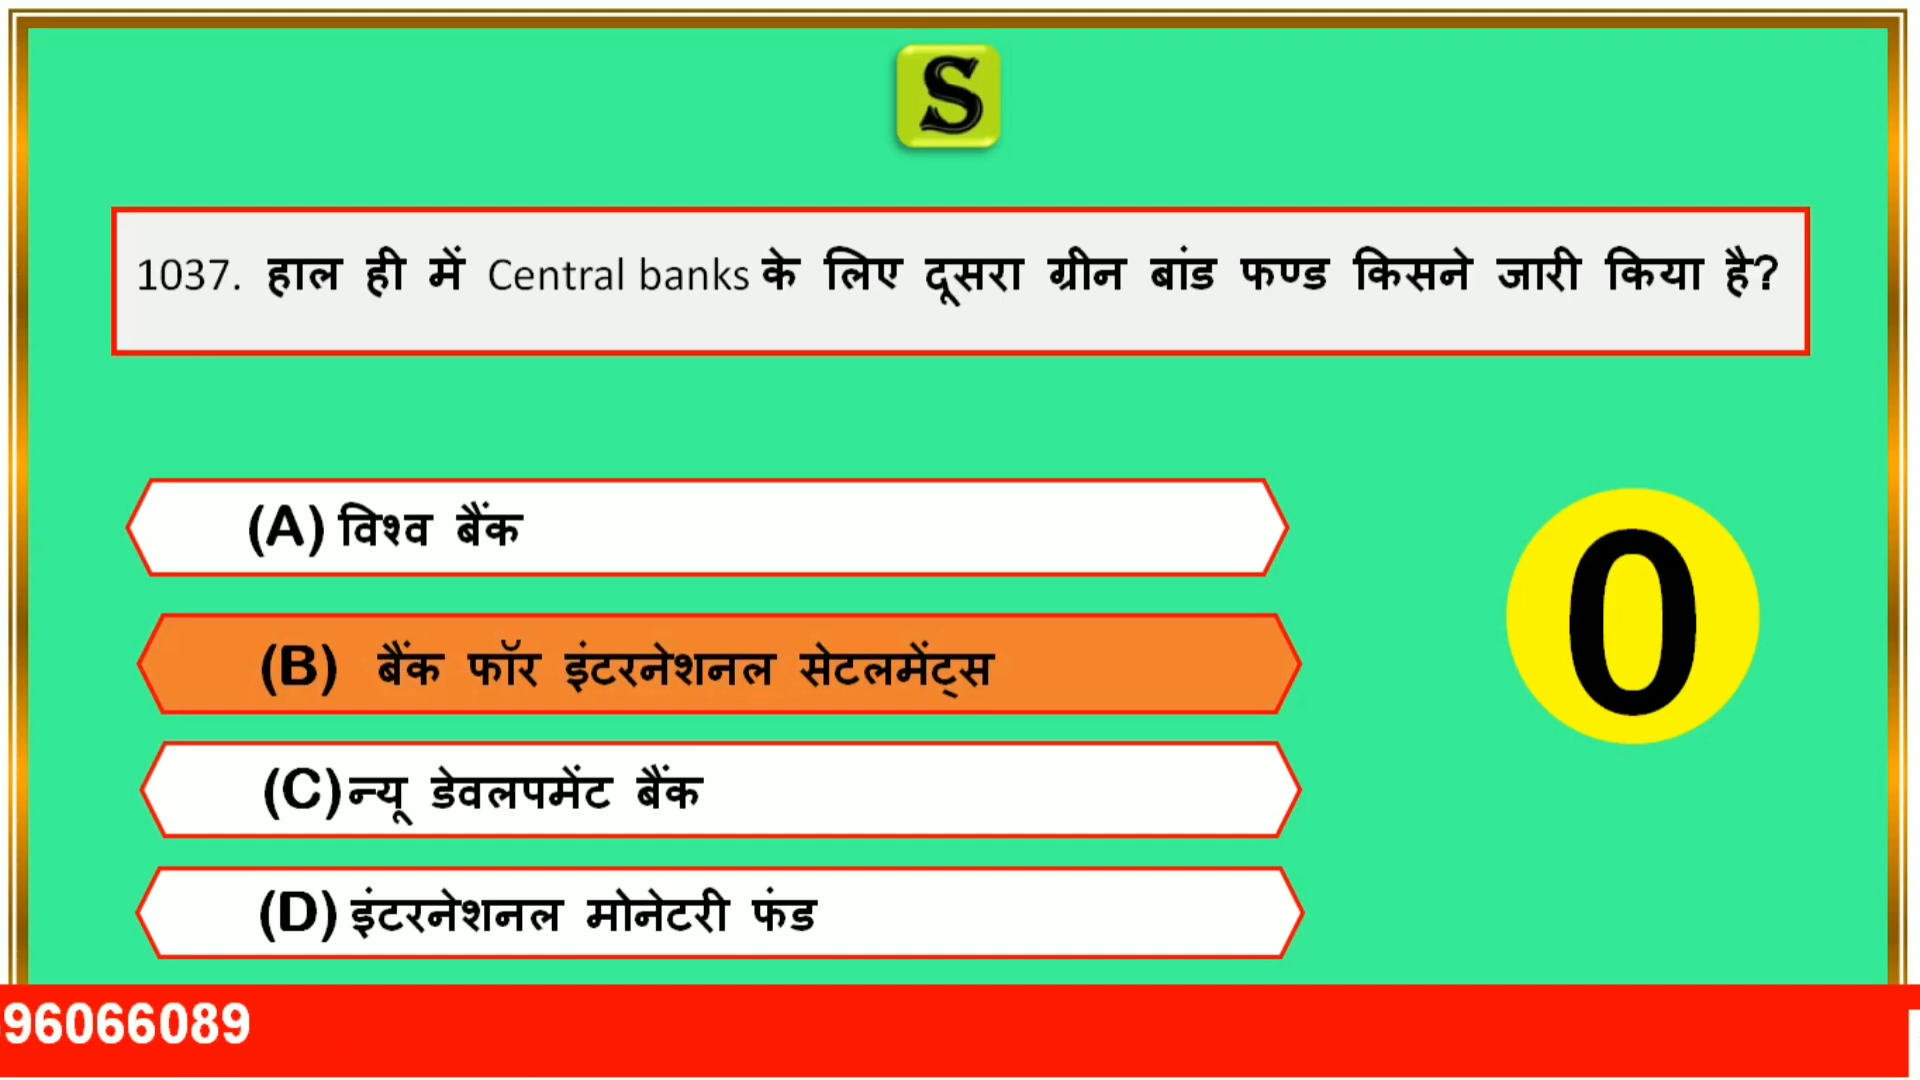 S
1037. हाल ही में Central banks के लिए दूसरा ग्रीन बांड फण्ड किसने जारी किया है?
(A) विश्व बैंक
(B) बैंक फॉर इंटरनेशनल सेटलमेंट्स
0
(C)न्यू डेवलपमेंट बैंक
(D) इंटरनेशनल मोनेटरी फंड
96066089